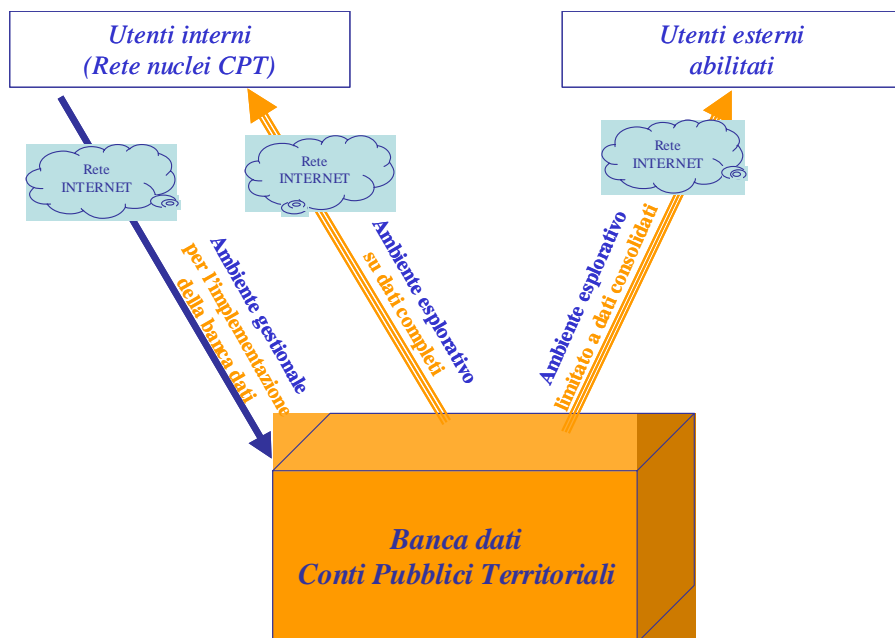 Utenti interni
(Rete nuclei CPT)
Utenti esterni
abilitati
Rete
INTERNET
Rete
INTERNET
Rete
INTERNET
Ambiente gestionale
per l'implementazione
della banca dati
Ambiente esplorativo
su dati completi
Ambiente esplorativo
limitato a dati consolidati
Banca dati
Conti Pubblici Territoriali